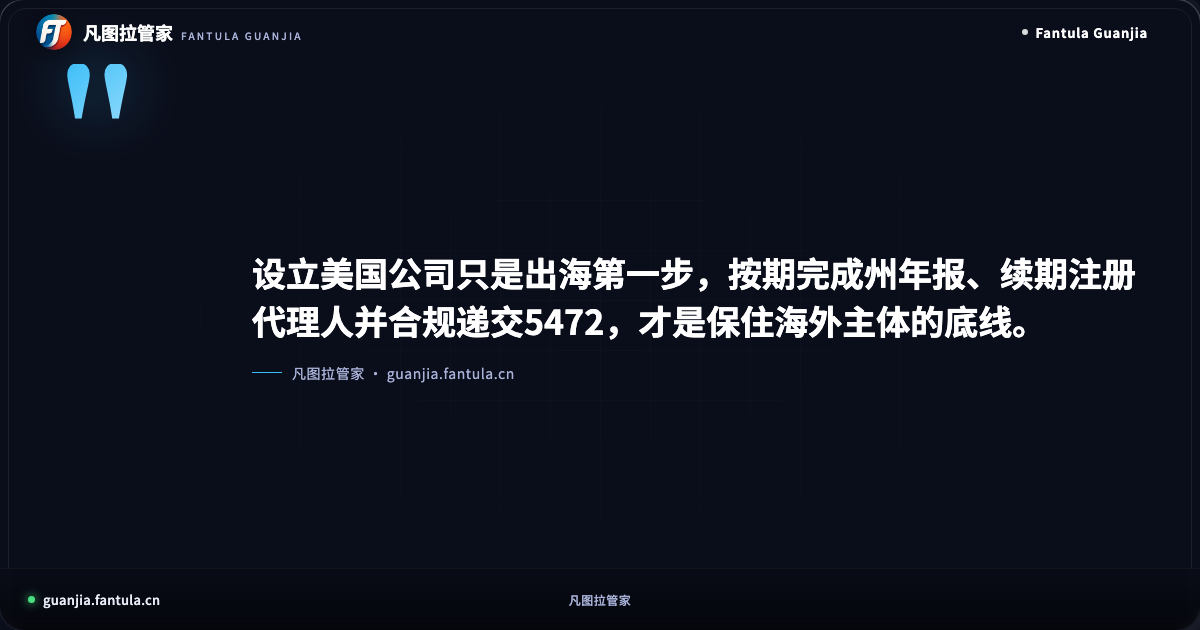 FT 凡图拉管家 FANTULA GUANJIA
Fantula Guanjia
"
设立美国公司只是出海第一步，按期完成州年报、续期注册
代理人并合规递交5472，才是保住海外主体的底线。
凡图拉管家 · guanjia.fantula.cn
guanjia.fantula.cn
凡图拉管家